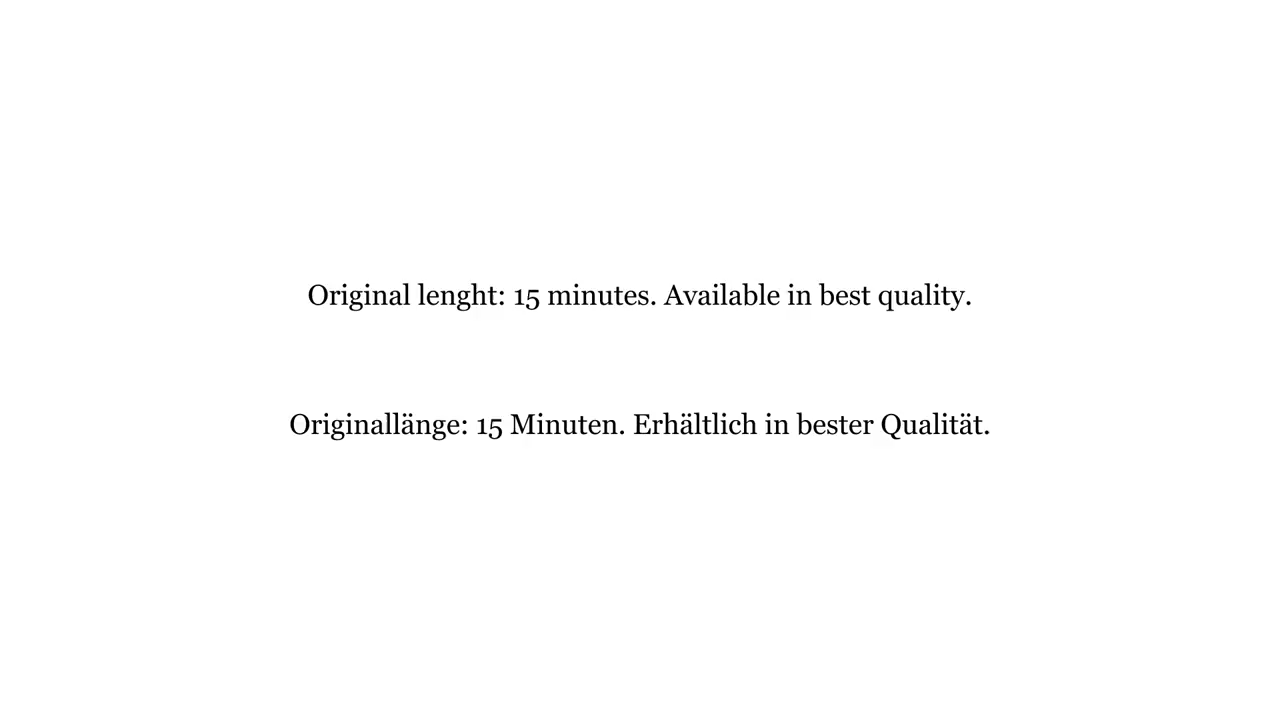 Original lenght: 15 minutes. Available in best quality.
Originallänge: 15 Minuten. Erhältlich in bester Qualität.